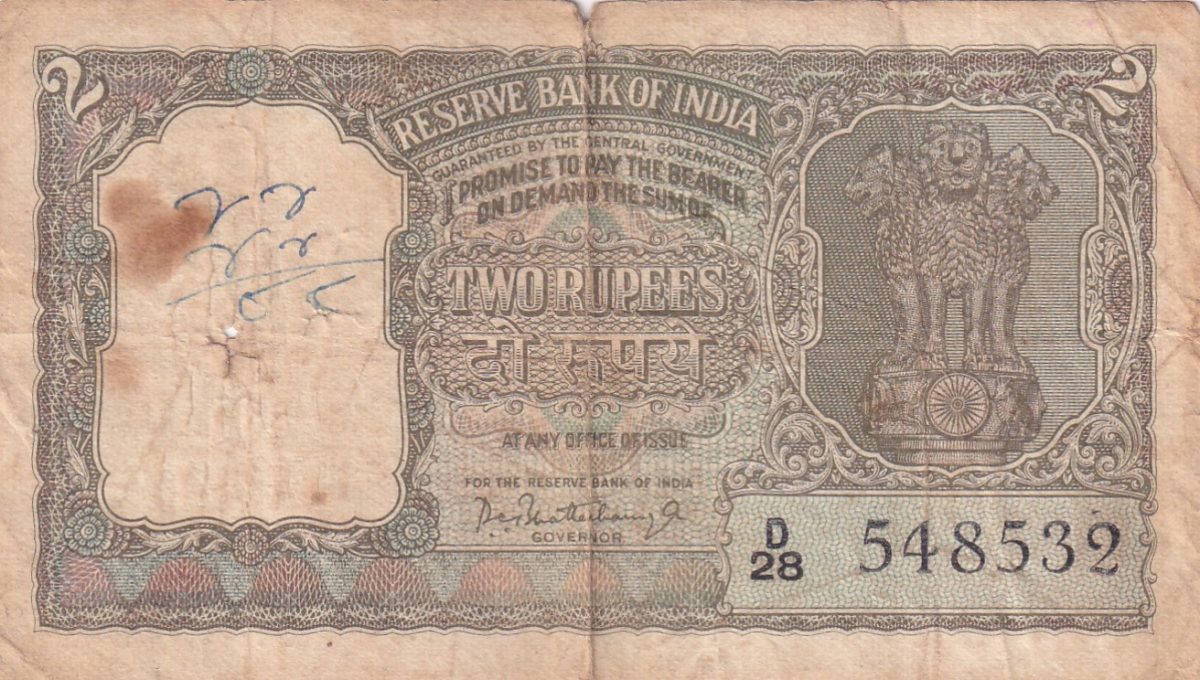 2
2
RESERVE BANK OF INDIA
GUARANTEED BY THE CENTRAL GOVERNMENT
I PROMISE TO PAY THE BEARER
ON DEMAND THE SUM OF
TWO RUPEES
दो रुपये
AT ANY OFFICE OF ISSUE
FOR THE RESERVE BANK OF INDIA
GOVERNOR
D/28 548532